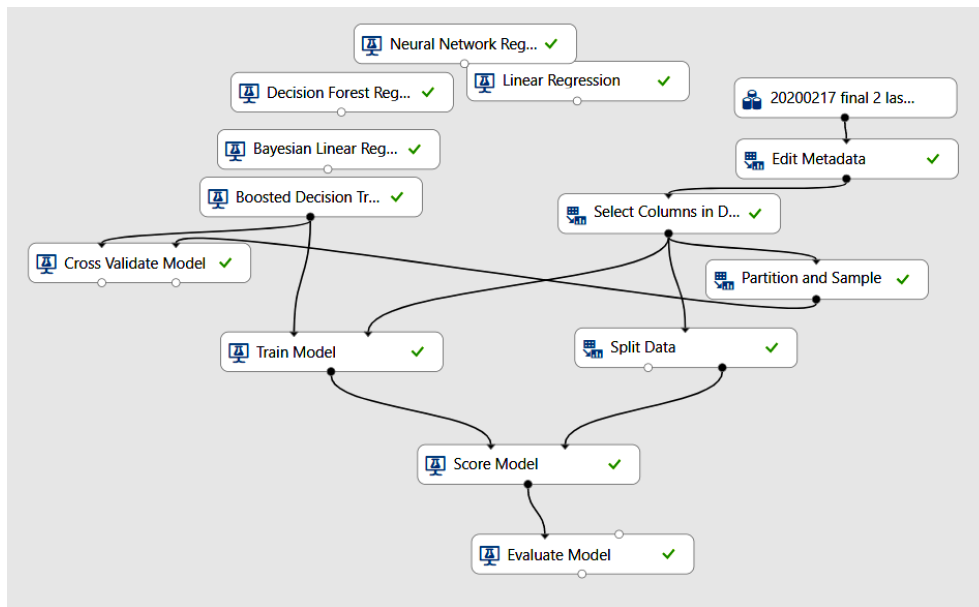 Neural Network Reg...
Linear Regression
Decision Forest Reg...
20200217 final 2 las...
Bayesian Linear Reg...
Edit Metadata
Boosted Decision Tr...
Select Columns in D...
Cross Validate Model
Partition and Sample
Train Model
Split Data
Score Model
Evaluate Model